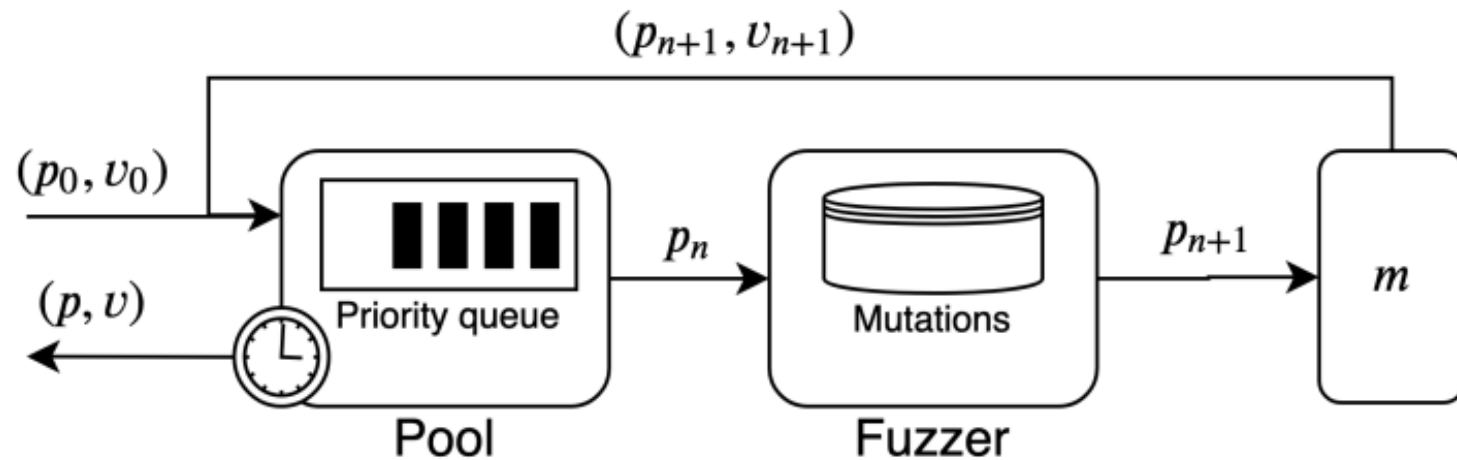 (p_{n+1}, v_{n+1})
(p_0, v_0)
(p, v)
Priority queue
Pool
p_n
Mutations
Fuzzer
p_{n+1}
m